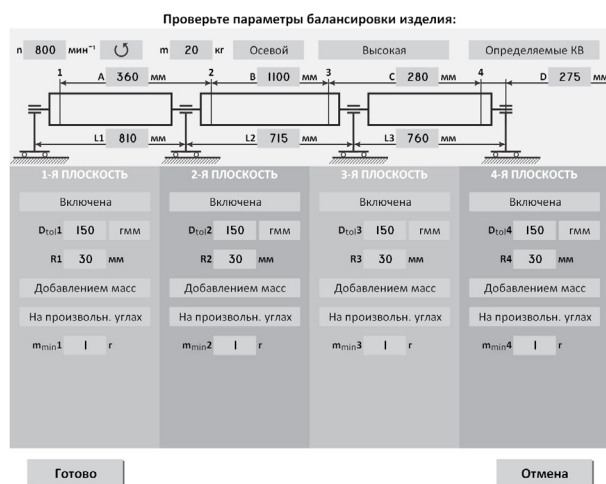 Проверьте параметры балансировки изделия:
n 800 мин⁻¹ m 20 кг Осевой Высокая Определяемые КВ
1 A 360 мм 2 B 1100 мм 3 C 280 мм 4 D 275 мм
L1 810 мм L2 715 мм L3 760 мм
1-Я ПЛОСКОСТЬ 2-Я ПЛОСКОСТЬ 3-Я ПЛОСКОСТЬ 4-Я ПЛОСКОСТЬ
Включена Включена Включена Включена
Dtol1 150 гмм Dtol2 150 гмм Dtol3 150 гмм Dtol4 150 гмм
R1 30 мм R2 30 мм R3 30 мм R4 30 мм
Добавлением масс Добавлением масс Добавлением масс Добавлением масс
На произвольн. углах На произвольн. углах На произвольн. углах На произвольн. углах
mmin1 1 г mmin2 1 г mmin3 1 г mmin4 1 г
Готово Отмена